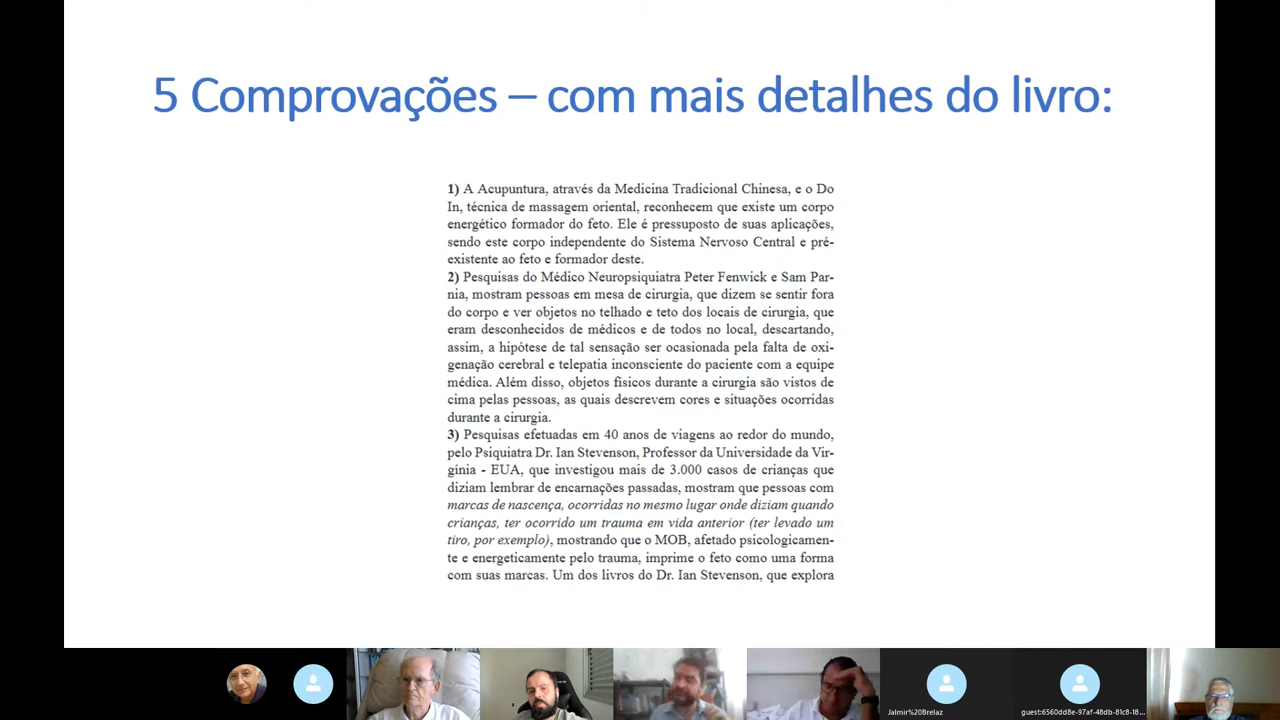 5 Comprovações – com mais detalhes do livro:
1) A Acupuntura, através da Medicina Tradicional Chinesa, e o Do
In, técnica de massagem oriental, reconhecem que existe um corpo
energético formador do feto. Ele é pressuposto de suas aplicações,
sendo este corpo independente do Sistema Nervoso Central e pré-
existente ao feto e formador deste.
2) Pesquisas do Médico Neuropsiquiatra Peter Fenwick e Sam Par-
nia, mostram pessoas em mesa de cirurgia, que dizem se sentir fora
do corpo e ver objetos no telhado e teto dos locais de cirurgia, que
eram desconhecidos de médicos e de todos no local, descartando,
assim, a hipótese de tal sensação ser ocasionada pela falta de oxi-
genação cerebral e telepatia inconsciente do paciente com a equipe
médica. Além disso, objetos físicos durante a cirurgia são vistos de
cima pelas pessoas, as quais descrevem cores e situações ocorridas
durante a cirurgia.
3) Pesquisas efetuadas em 40 anos de viagens ao redor do mundo,
pelo Psiquiatra Dr. Ian Stevenson, Professor da Universidade da Vir-
gínia - EUA, que investigou mais de 3.000 casos de crianças que
diziam lembrar de encarnações passadas, mostram que pessoas com
marcas de nascença, ocorridas no mesmo lugar onde diziam quando
crianças, ter ocorrido um trauma em vida anterior (ter levado um
tiro, por exemplo), mostrando que o MOB, afetado psicologicamen-
te e energeticamente pelo trauma, imprime o feto como uma forma
com suas marcas. Um dos livros do Dr. Ian Stevenson, que explora
Jalmir%20Brelaz
guest:6560dd8e-97af-48db-81c8-18...